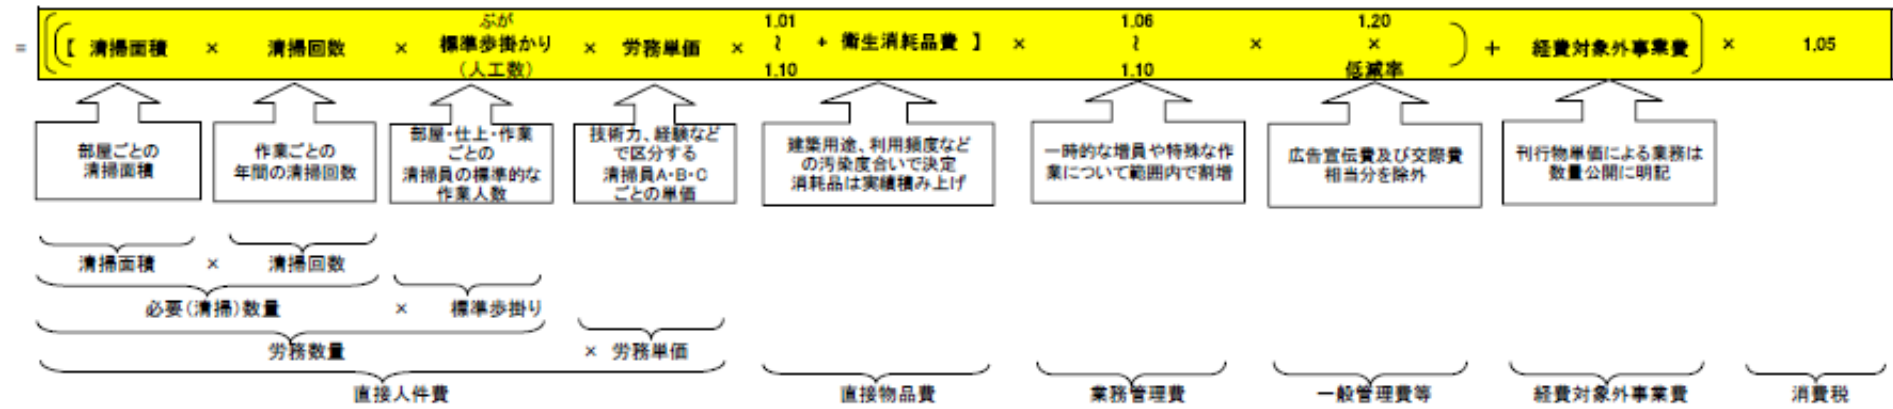 ぶが
= (([ 清掃面積 × 清掃回数 × 標準歩掛かり(人工数) × 労務単価 × 1.01 ~ 1.10 + 衛生消耗品費 】 × 1.06 ~ 1.10 × 1.20 × 低減率 ) + 経費対象外事業費 ) × 1.05
部屋ごとの
清掃面積
作業ごとの
年間の清掃回数
部屋・仕上・作業
ごとの
清掃員の標準的な
作業人数
技術力、経験など
で区分する
清掃員A・B・C
ごとの単価
建築用途、利用頻度など
の汚染度合いで決定
消耗品は実績積み上げ
一時的な増員や特殊な作
業について範囲内で割増
広告宣伝費及び交際費
相当分を除外
刊行物単価による業務は
数量公開に明記
清掃面積 × 清掃回数
必要(清掃)数量 × 標準歩掛り
労務数量 × 労務単価
直接人件費 直接物品費 業務管理費 一般管理費等 経費対象外事業費 消費税